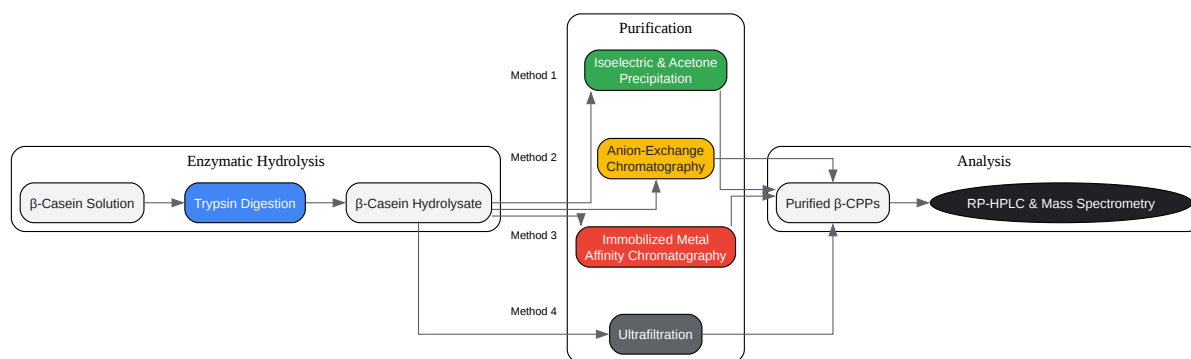 Purification
Method 1
Isoelectric & Acetone
Precipitation
Method 2
Anion-Exchange
Chromatography
Enzymatic Hydrolysis
β-Casein Solution
Trypsin Digestion
β-Casein Hydrolysate
Analysis
Purified β-CPPs
RP-HPLC & Mass Spectrometry
Method 3
Immobilized Metal
Affinity Chromatography
Method 4
Ultrafiltration